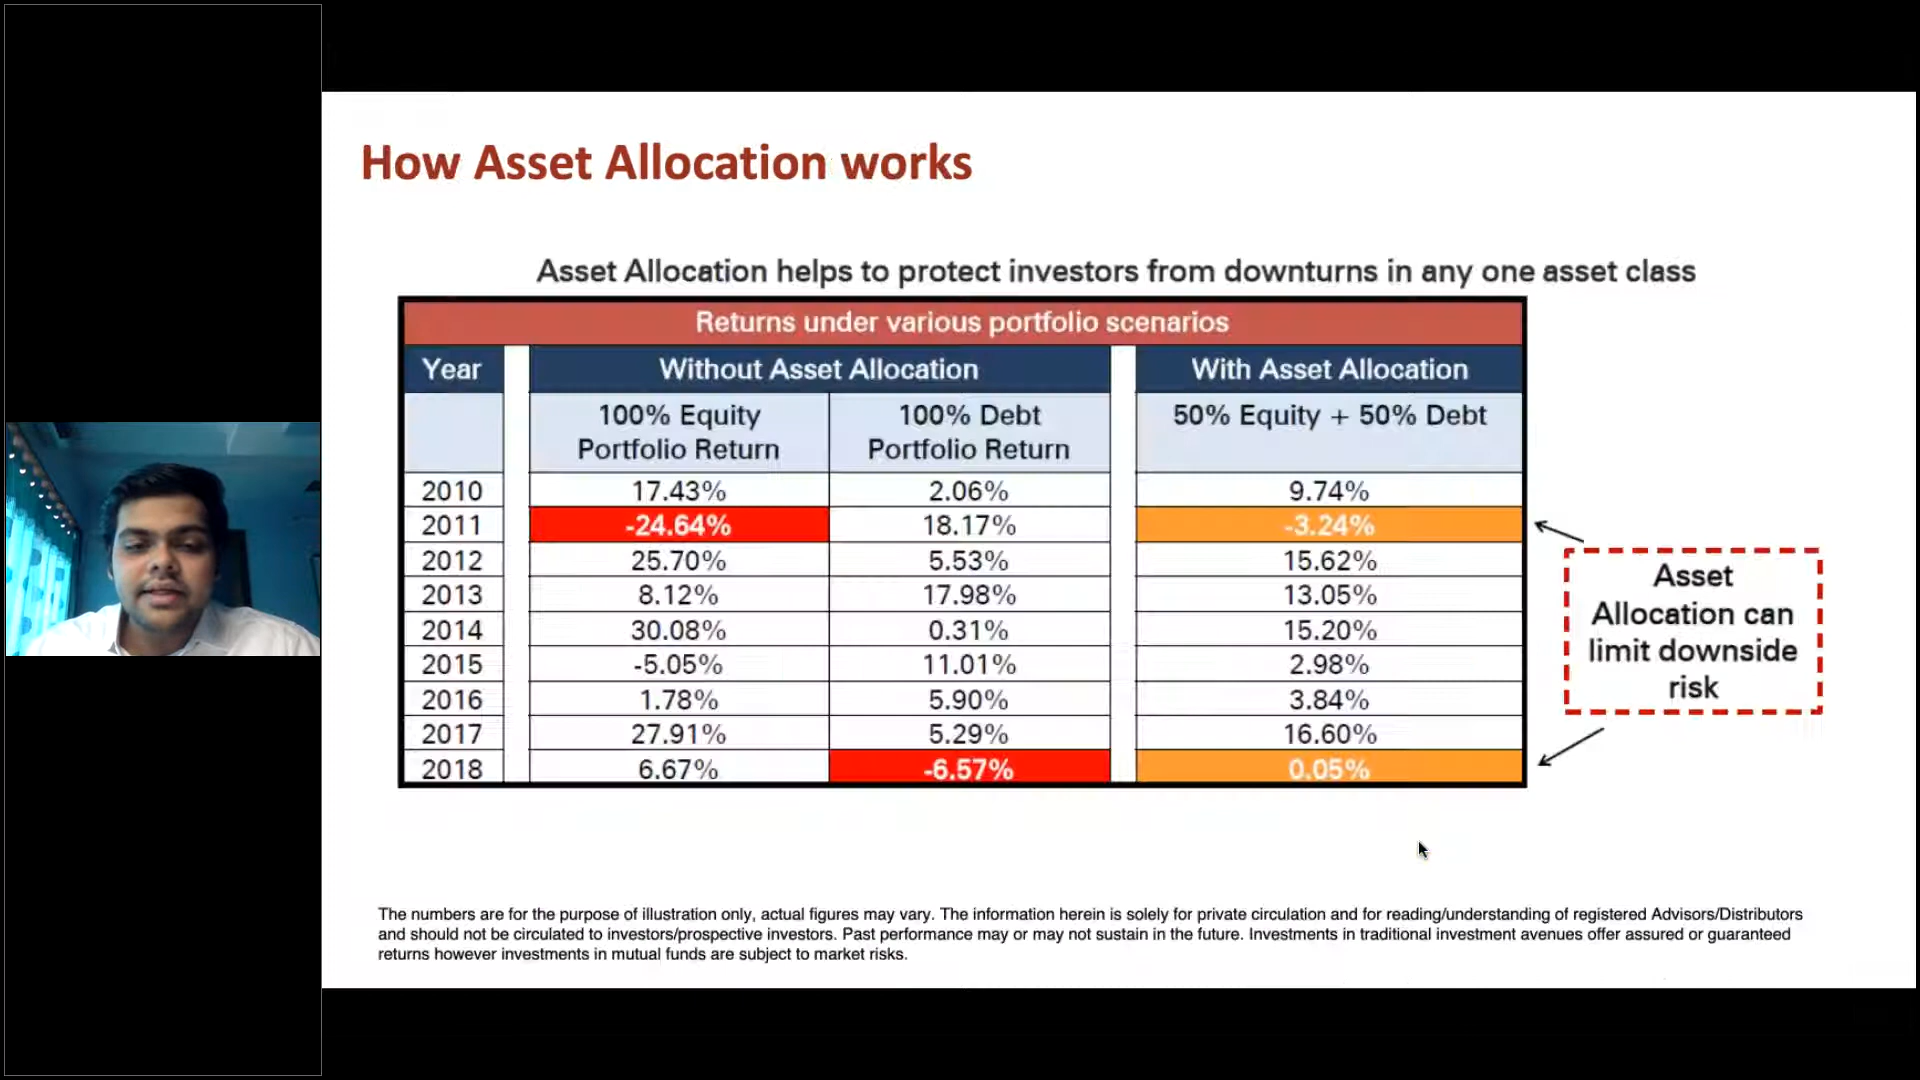 How Asset Allocation works
Asset Allocation helps to protect investors from downturns in any one asset class
Returns under various portfolio scenarios
Year Without Asset Allocation With Asset Allocation
100% Equity 100% Debt 50% Equity + 50% Debt
Portfolio Return Portfolio Return
2010 17.43% 2.06% 9.74%
2011 -24.64% 18.17% -3.24%
2012 25.70% 5.53% 15.62%
2013 8.12% 17.98% 13.05%
2014 30.08% 0.31% 15.20%
2015 -5.05% 11.01% 2.98%
2016 1.78% 5.90% 3.84%
2017 27.91% 5.29% 16.60%
2018 6.67% -6.57% 0.05%
Asset
Allocation can
limit downside
risk
The numbers are for the purpose of illustration only, actual figures may vary. The information herein is solely for private circulation and for reading/understanding of registered Advisors/Distributors
and should not be circulated to investors/prospective investors. Past performance may or may not sustain in the future. Investments in traditional investment avenues offer assured or guaranteed
returns however investments in mutual funds are subject to market risks.